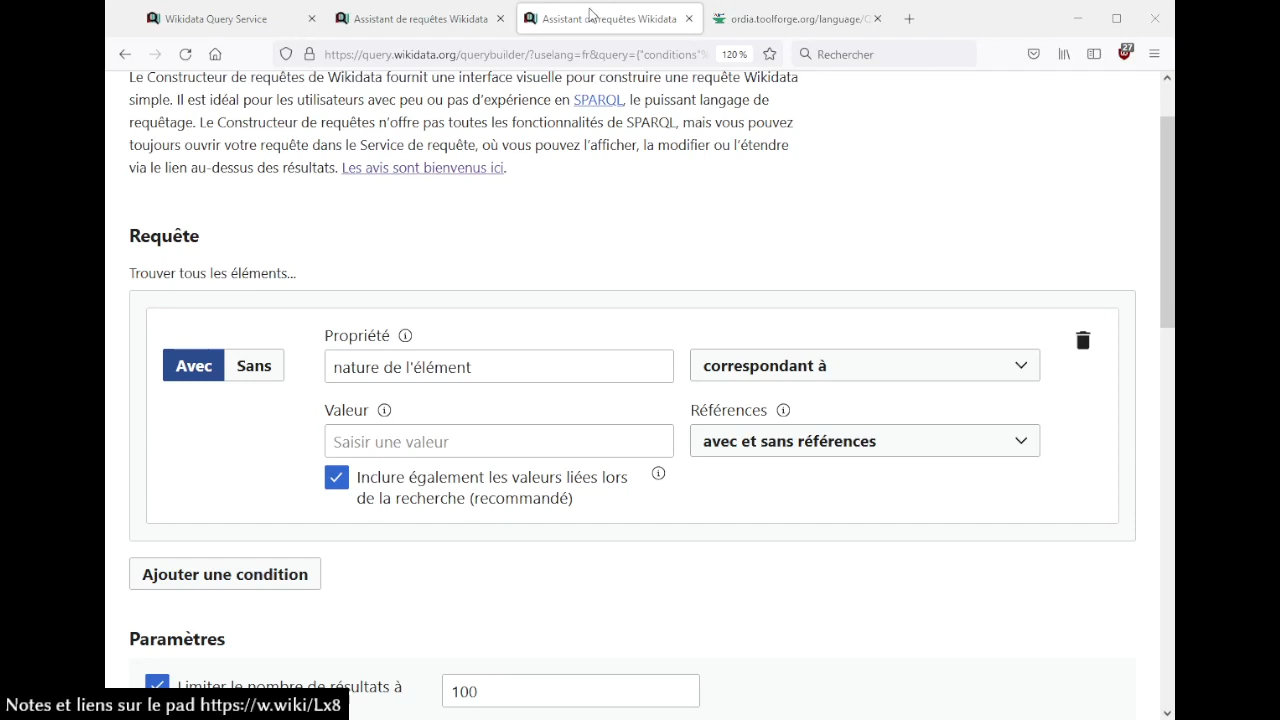 Wikidata Query Service
Assistant de requêtes Wikidata
Assistant de requêtes Wikidata
ordia.toolforge.org/language/
https://query.wikidata.org/querybuilder/?uselang=fr&query={"conditions"
120 %
Rechercher
27
Le Constructeur de requêtes de Wikidata fournit une interface visuelle pour construire une requête Wikidata
simple. Il est idéal pour les utilisateurs avec peu ou pas d’expérience en SPARQL, le puissant langage de
requêtage. Le Constructeur de requêtes n’offre pas toutes les fonctionnalités de SPARQL, mais vous pouvez
toujours ouvrir votre requête dans le Service de requête, où vous pouvez l’afficher, la modifier ou l’étendre
via le lien au-dessus des résultats. Les avis sont bienvenus ici.
Requête
Trouver tous les éléments...
Propriété
Avec Sans
nature de l'élément
correspondant à
Valeur
Références
Saisir une valeur
avec et sans références
Inclure également les valeurs liées lors
de la recherche (recommandé)
Ajouter une condition
Paramètres
Limiter le nombre de résultats à
100
Notes et liens sur le pad https://w.wiki/Lx8